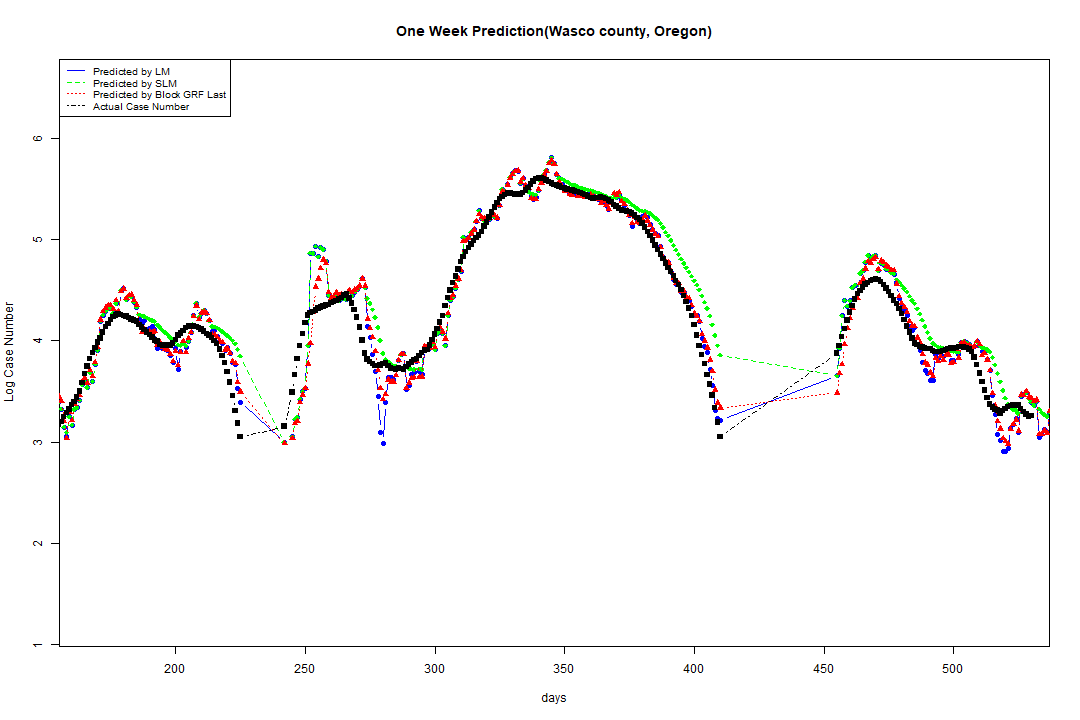 One Week Prediction(Wasco county, Oregon)
Predicted by LM
Predicted by SLM
Predicted by Block GRF Last
Actual Case Number
Log Case Number
6
5
4
3
2
1
200
250
300
350
400
450
500
days